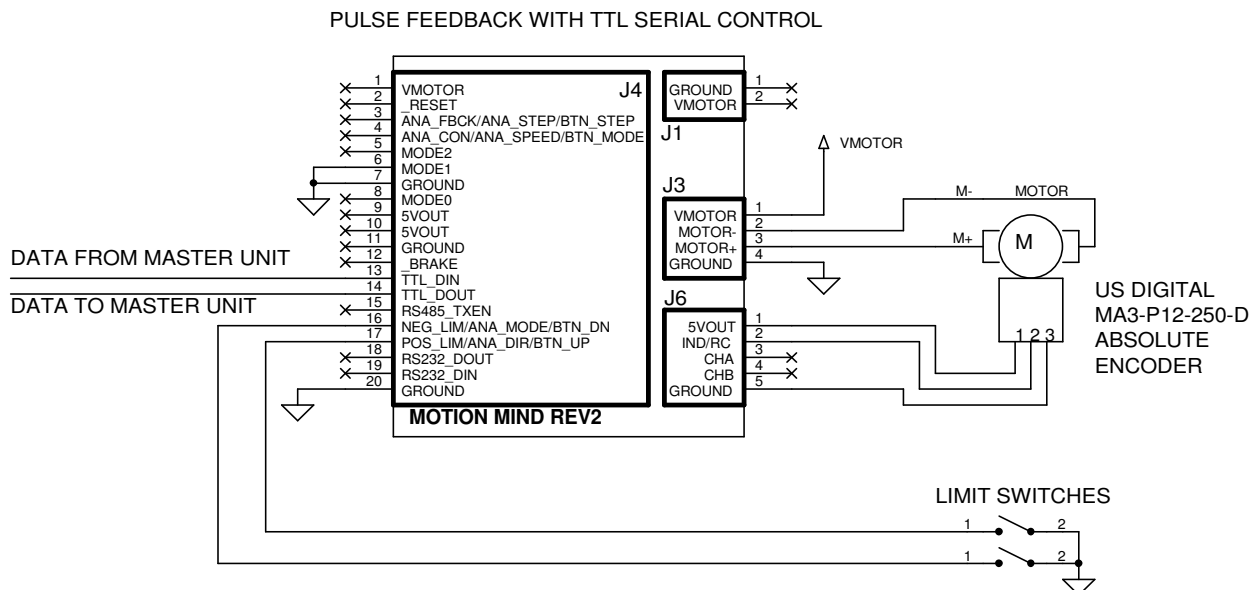 PULSE FEEDBACK WITH TTL SERIAL CONTROL
J4
1 VMOTOR
2 _RESET
3 ANA_FBCK/ANA_STEP/BTN_STEP
4 ANA_CON/ANA_SPEED/BTN_MODE
5 MODE2
6 MODE1
7 GROUND
8 MODE0
9 5VOUT
10 5VOUT
11 GROUND
12 _BRAKE
13 TTL_DIN
14 TTL_DOUT
15 RS485_TXEN
16 NEG_LIM/ANA_MODE/BTN_DN
17 POS_LIM/ANA_DIR/BTN_UP
18 RS232_DOUT
19 RS232_DIN
20 GROUND
MOTION MIND REV2
DATA FROM MASTER UNIT
DATA TO MASTER UNIT
GROUND 1
VMOTOR 2
J1
VMOTOR
J3
VMOTOR 1
MOTOR- 2
MOTOR+ 3
GROUND 4
J6
5VOUT 1
IND/RC 2
CHA 3
CHB 4
GROUND 5
M- MOTOR
M+ M
1 2 3
US DIGITAL
MA3-P12-250-D
ABSOLUTE
ENCODER
LIMIT SWITCHES
1 2
1 2